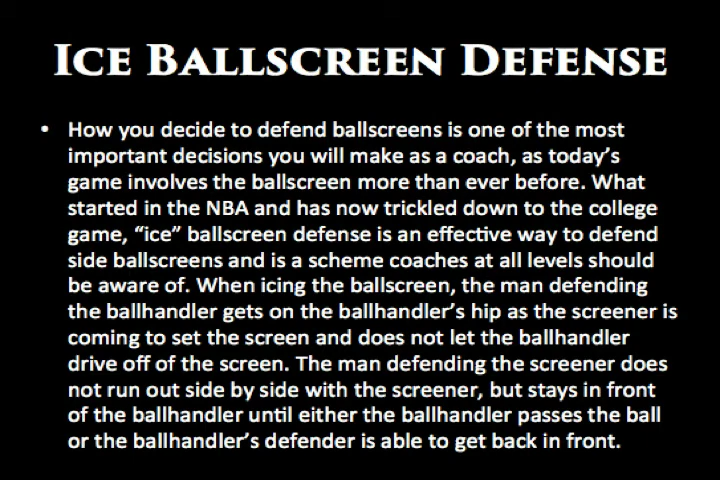 ICE BALLSCREEN DEFENSE
• How you decide to defend ballscreens is one of the most
important decisions you will make as a coach, as today's
game involves the ballscreen more than ever before. What
started in the NBA and has now trickled down to the college
game, “ice” ballscreen defense is an effective way to defend
side ballscreens and is a scheme coaches at all levels should
be aware of. When icing the ballscreen, the man defending
the ballhandler gets on the ballhandler's hip as the screener is
coming to set the screen and does not let the ballhandler
drive off of the screen. The man defending the screener does
not run out side by side with the screener, but stays in front
of the ballhandler until either the ballhandler passes the ball
or the ballhandler's defender is able to get back in front.